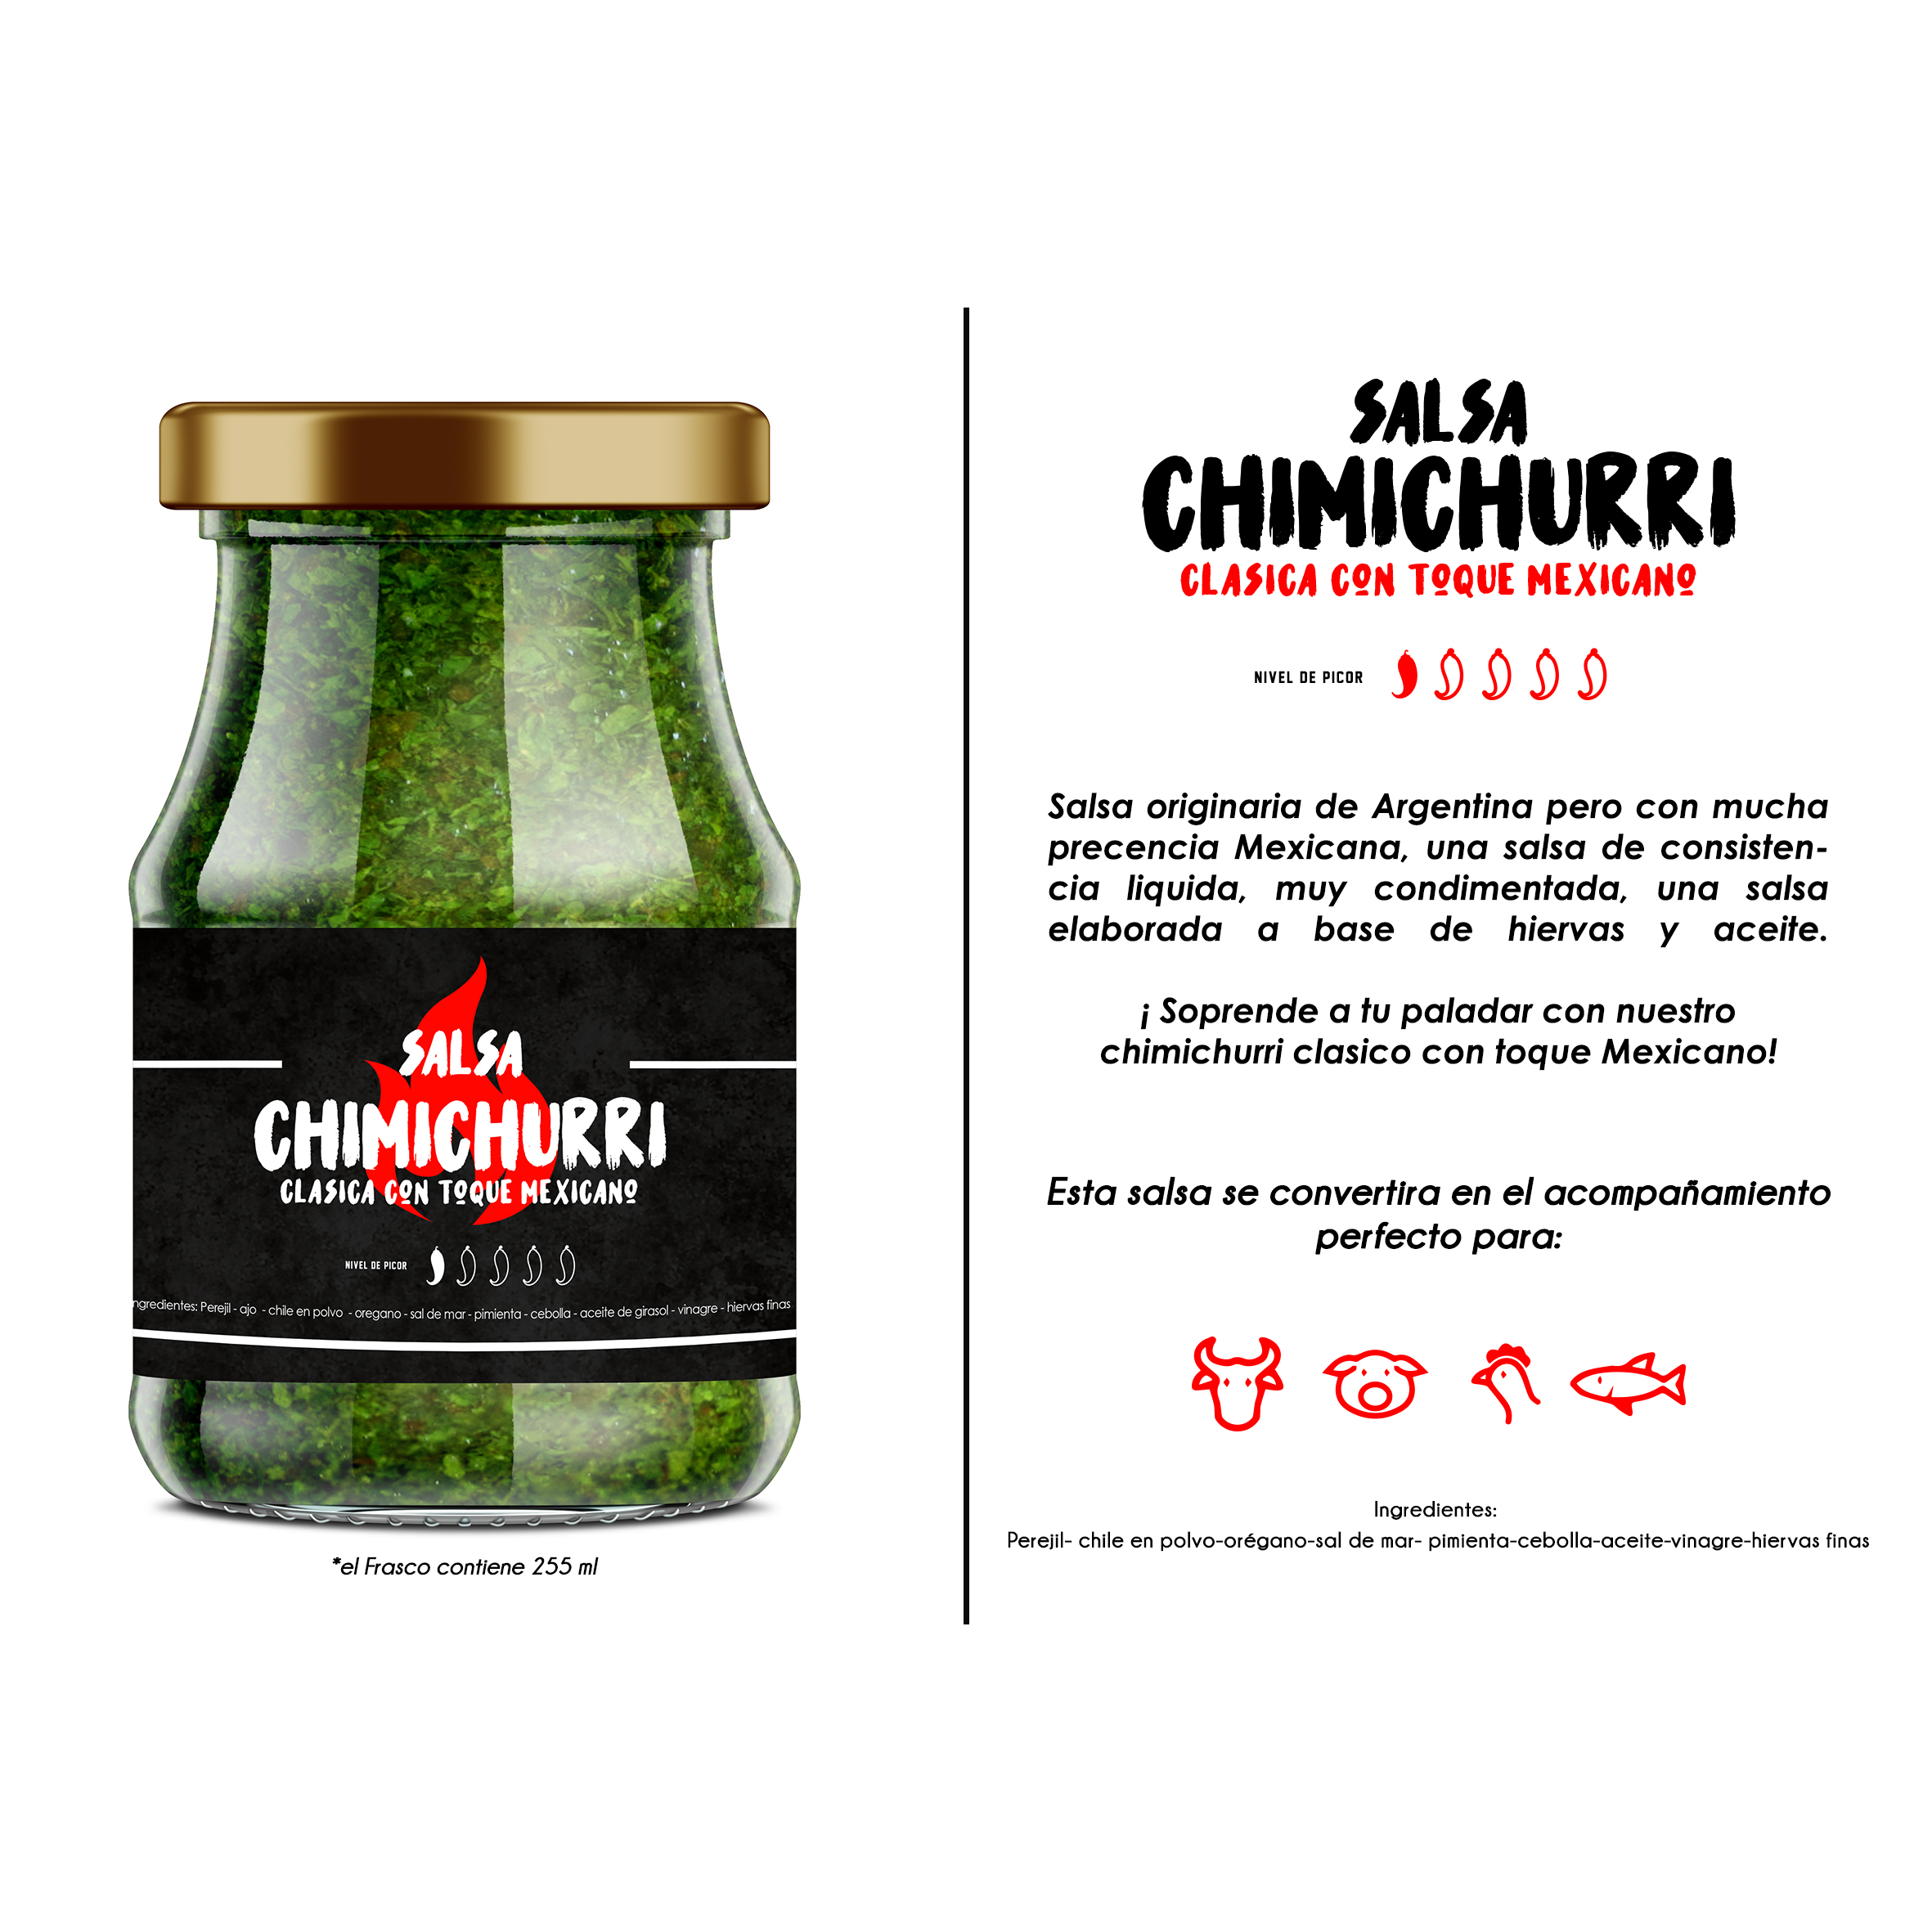 SALSA
CHIMICHURRI
CLASICA CON TOQUE MEXICANO
NIVEL DE PICOR
ngredientes: Perejil - ajo - chile en polvo - oregano - sal de mar - pimienta - cebolla - aceite de girasol - vinagre - hiervas finas
*el Frasco contiene 255 ml
SALSA
CHIMICHURRI
CLASICA CON TOQUE MEXICANO
NIVEL DE PICOR
Salsa originaria de Argentina pero con mucha
precencia Mexicana, una salsa de consisten-
cia liquida, muy condimentada, una salsa
elaborada a base de hiervas y aceite.
¡ Soprende a tu paladar con nuestro
chimichurri clasico con toque Mexicano!
Esta salsa se convertira en el acompañamiento
perfecto para:
Ingredientes:
Perejil- chile en polvo-orégano-sal de mar- pimienta-cebolla-aceite-vinagre-hiervas finas